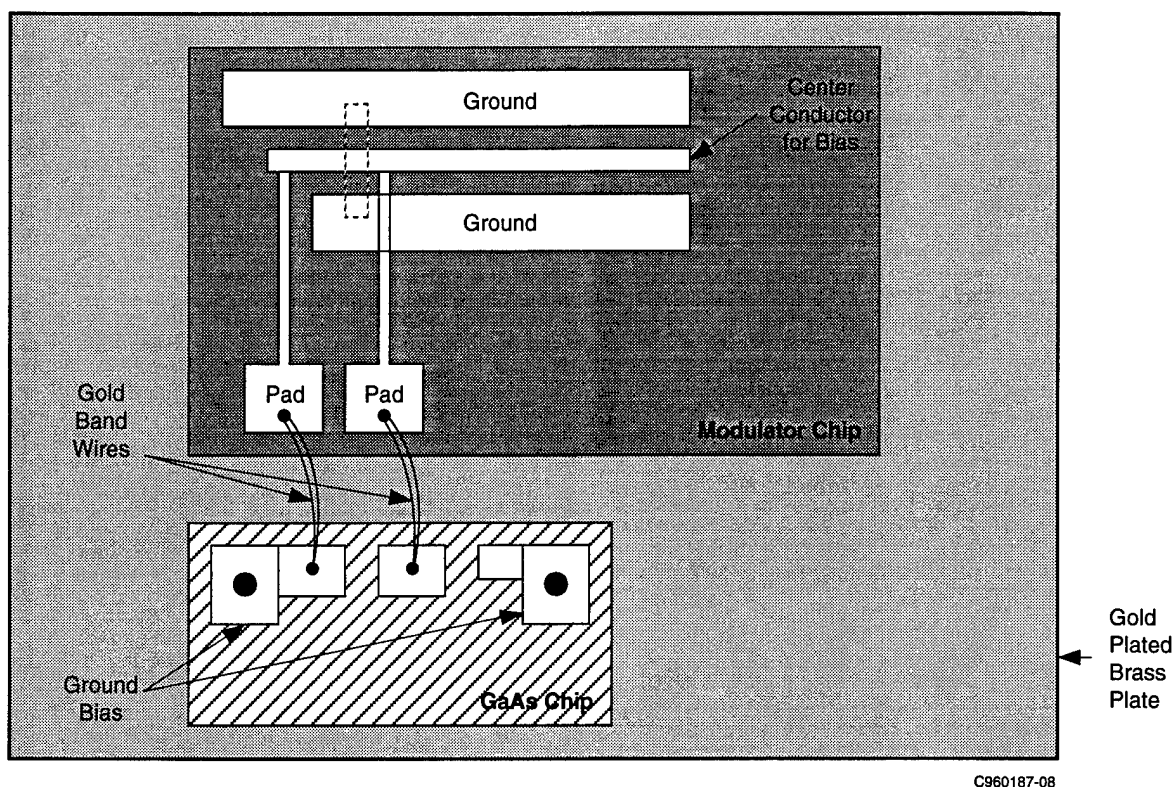 Ground
Center
Conductor
for Bias
Ground
Gold
Band
Wires
Pad
Pad
Modulator Chip
Ground
Bias
GaAs Chip
Gold
Plated
Brass
Plate
C960187-08